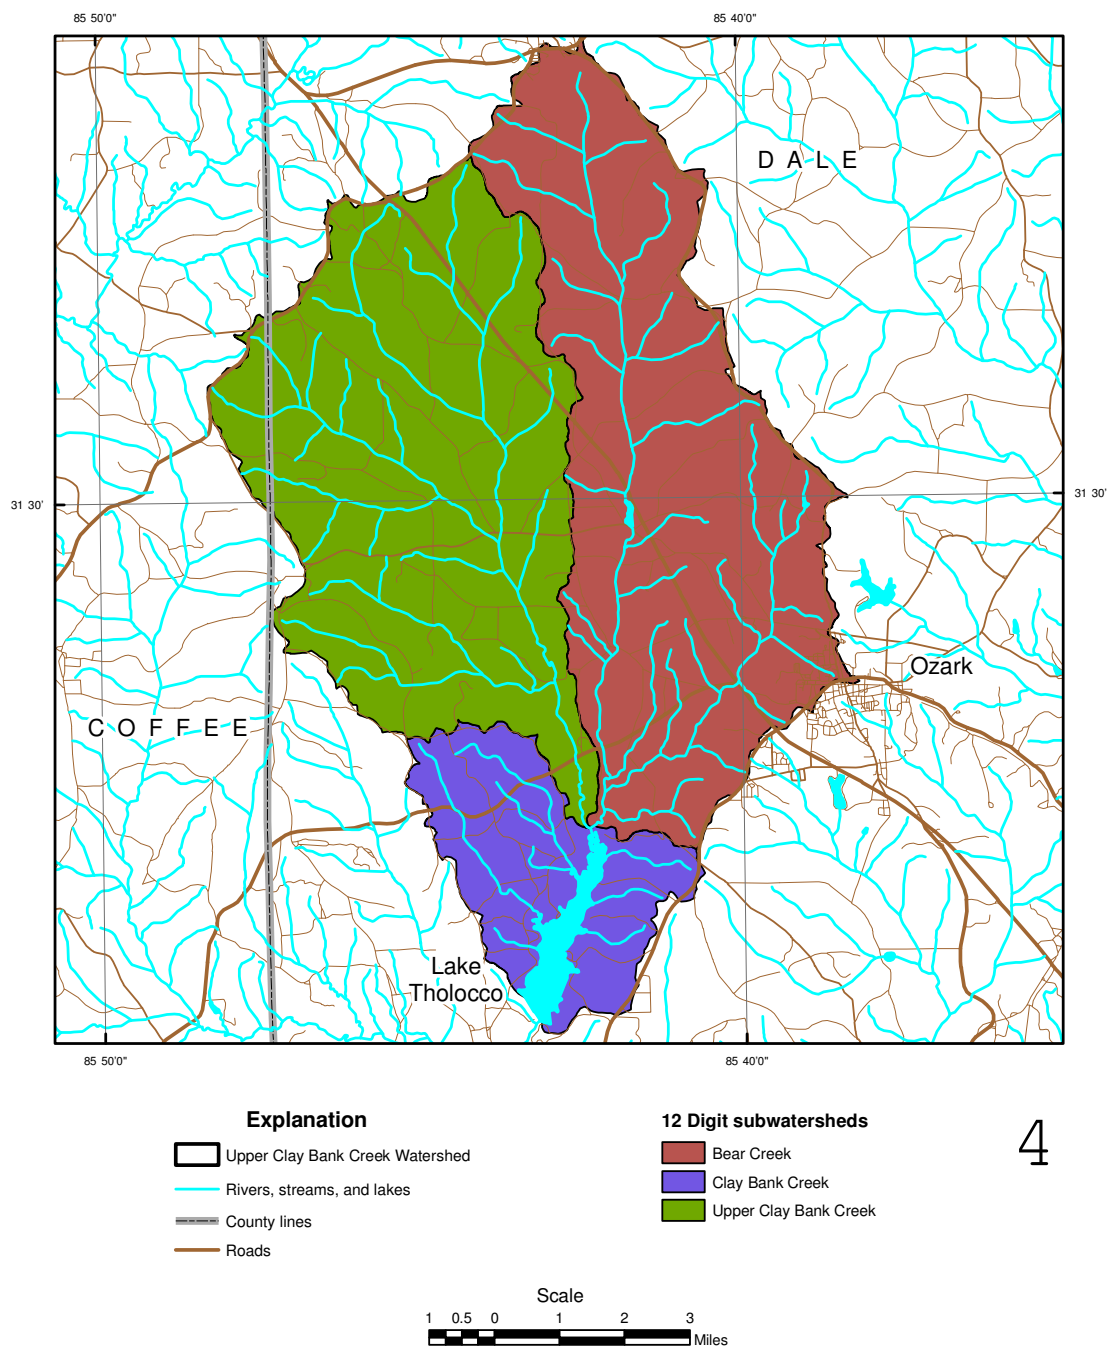 85 50'0"
85 40'0"
D A L E
31 30'
31 30'
Ozark
C O F F E E
Lake
Tholocco
85 50'0"
85 40'0"
Explanation
Upper Clay Bank Creek Watershed
Rivers, streams, and lakes
County lines
Roads
12 Digit subwatersheds
Bear Creek
Clay Bank Creek
Upper Clay Bank Creek
4
Scale
1 0.5 0 1 2 3
Miles